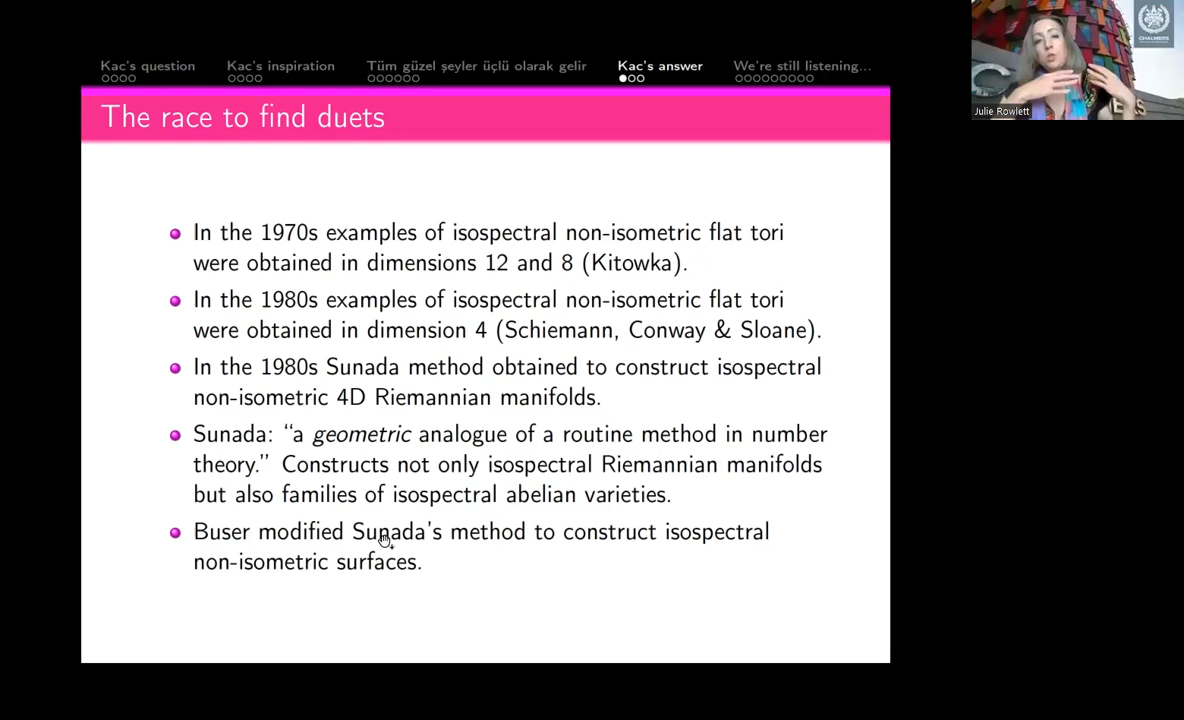 Kac's question Kac's inspiration Tüm güzel şeyler üçlü olarak gelir Kac's answer We're still listening...
The race to find duets
In the 1970s examples of isospectral non-isometric flat tori
were obtained in dimensions 12 and 8 (Kitowka).
In the 1980s examples of isospectral non-isometric flat tori
were obtained in dimension 4 (Schiemann, Conway & Sloane).
In the 1980s Sunada method obtained to construct isospectral
non-isometric 4D Riemannian manifolds.
Sunada: “a geometric analogue of a routine method in number
theory.” Constructs not only isospectral Riemannian manifolds
but also families of isospectral abelian varieties.
Buser modified Sunada's method to construct isospectral
non-isometric surfaces.
CHALMERS
Julie Rowlett